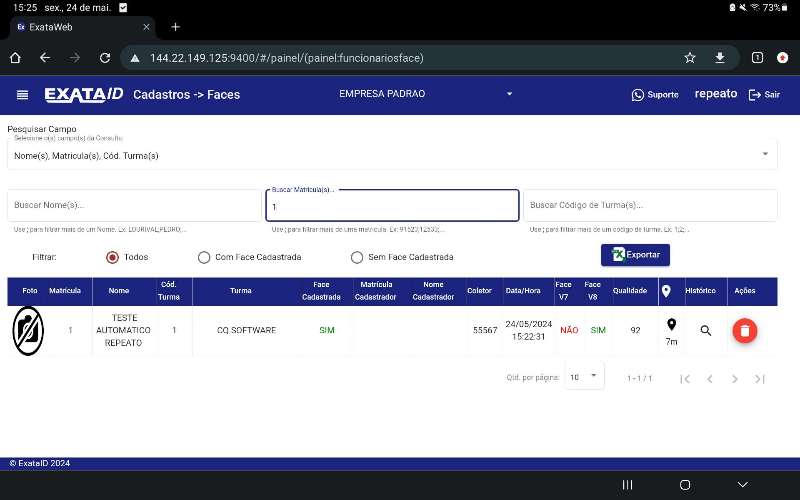 15:25 sex., 24 de mai.
73%
Ex ExataWeb
144.22.149.125:9400/#/painel/(painel:funcionariosface)
1
EXATAID Cadastros -> Faces
EMPRESA PADRAO
Suporte
repeato
Sair
Pesquisar Campo
Selecione o(s) campo(s) da Consulta
Nome(s), Matricula(s), Cód. Turma(s)
Buscar Nome(s)...
Buscar Matricula(s)...
1
Buscar Código de Turma(s)...
Use ; para filtrar mais de um Nome. Ex: LOURIVAL;PEDRO;...
Use ; para filtrar mais de uma matricula. Ex: 91623;12533;...
Use ; para filtrar mais de um código de turma. Ex: 1;2;...
Filtrar:
Todos
Com Face Cadastrada
Sem Face Cadastrada
Exportar
Foto Matrícula Nome Cód. Turma Turma Face Cadastrada Matrícula Cadastrador Nome Cadastrador Coletor Data/Hora Face V7 Face V8 Qualidade Histórico Ações
1 TESTE AUTOMATICO REPEATO 1 CQ.SOFTWARE SIM 55567 24/05/2024 15:22:31 NÃO SIM 92 7m
Qtd. por página: 10 1 - 1 / 1
© ExataID 2024